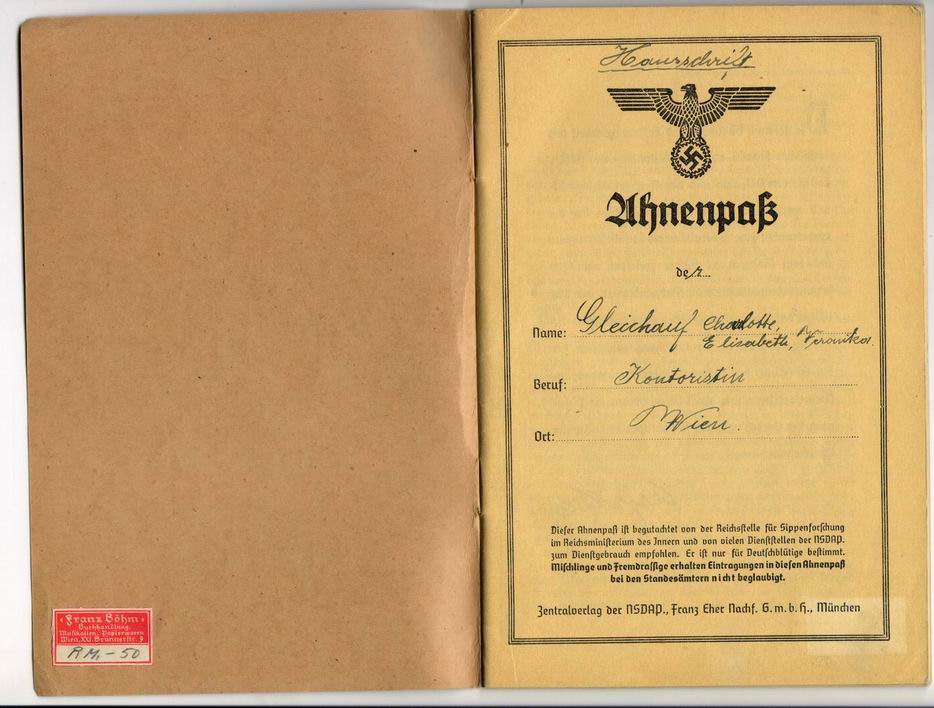 Franz Böhm
Buchhandlung,
Musikalien, Papierwaren
Wien, XXI. Brünnerstr. 9
RM. - 50
Hausschrift
Ahnenpaß
der
Name: Gleichauf Charlotte,
Elisabeth, Veronika.
Beruf: Kontoristin
Ort: Wien.
Dieser Ahnenpaß ist begutachtet von der Reichsstelle für Sippenforschung
im Reichsministerium des Innern und von vielen Dienststellen der NSDAP.
zum Dienstgebrauch empfohlen. Er ist nur für Deutschblütige bestimmt.
Mischlinge und Fremdrassige erhalten Eintragungen in diesen Ahnenpaß
bei den Standesämtern nicht beglaubigt.
Zentralverlag der NSDAP., Franz Eher Nachf. G.m.b.H., München